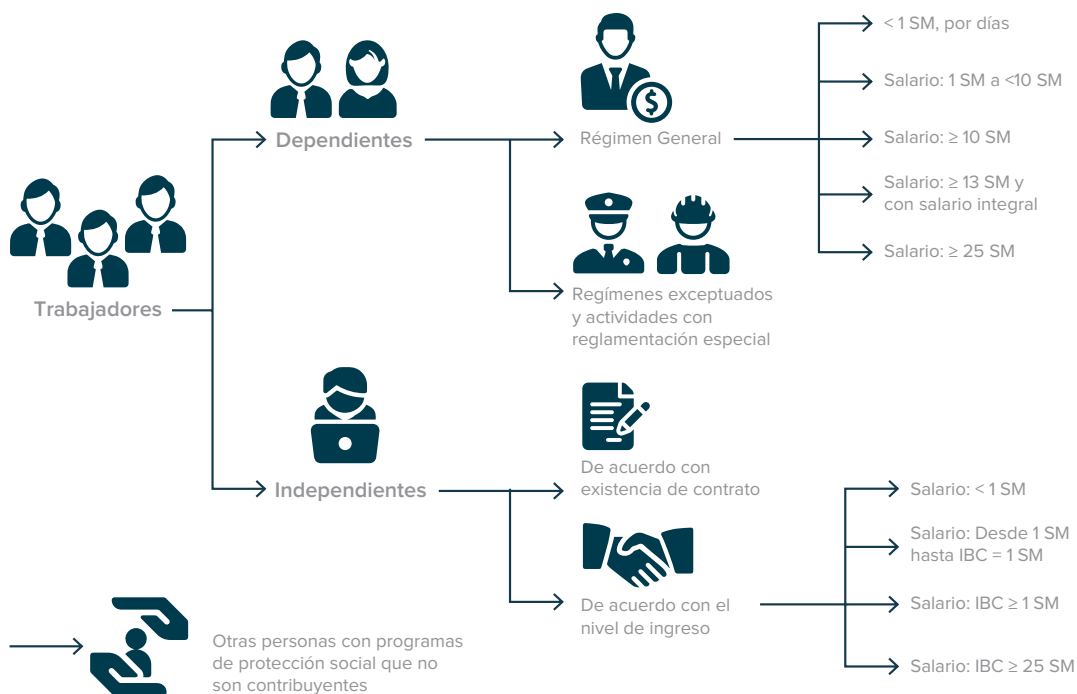 Trabajadores
Dependientes
$
Régimen General
< 1 SM, por días
Salario: 1 SM a <10 SM
Salario: ≥ 10 SM
Salario: ≥ 13 SM y
con salario integral
Salario: ≥ 25 SM
Regímenes exceptuados
y actividades con
reglamentación especial
Independientes
De acuerdo con
existencia de contrato
De acuerdo con el
nivel de ingreso
Salario: < 1 SM
Salario: Desde 1 SM
hasta IBC = 1 SM
Salario: IBC ≥ 1 SM
Salario: IBC ≥ 25 SM
Otras personas con programas
de protección social que no
son contribuyentes